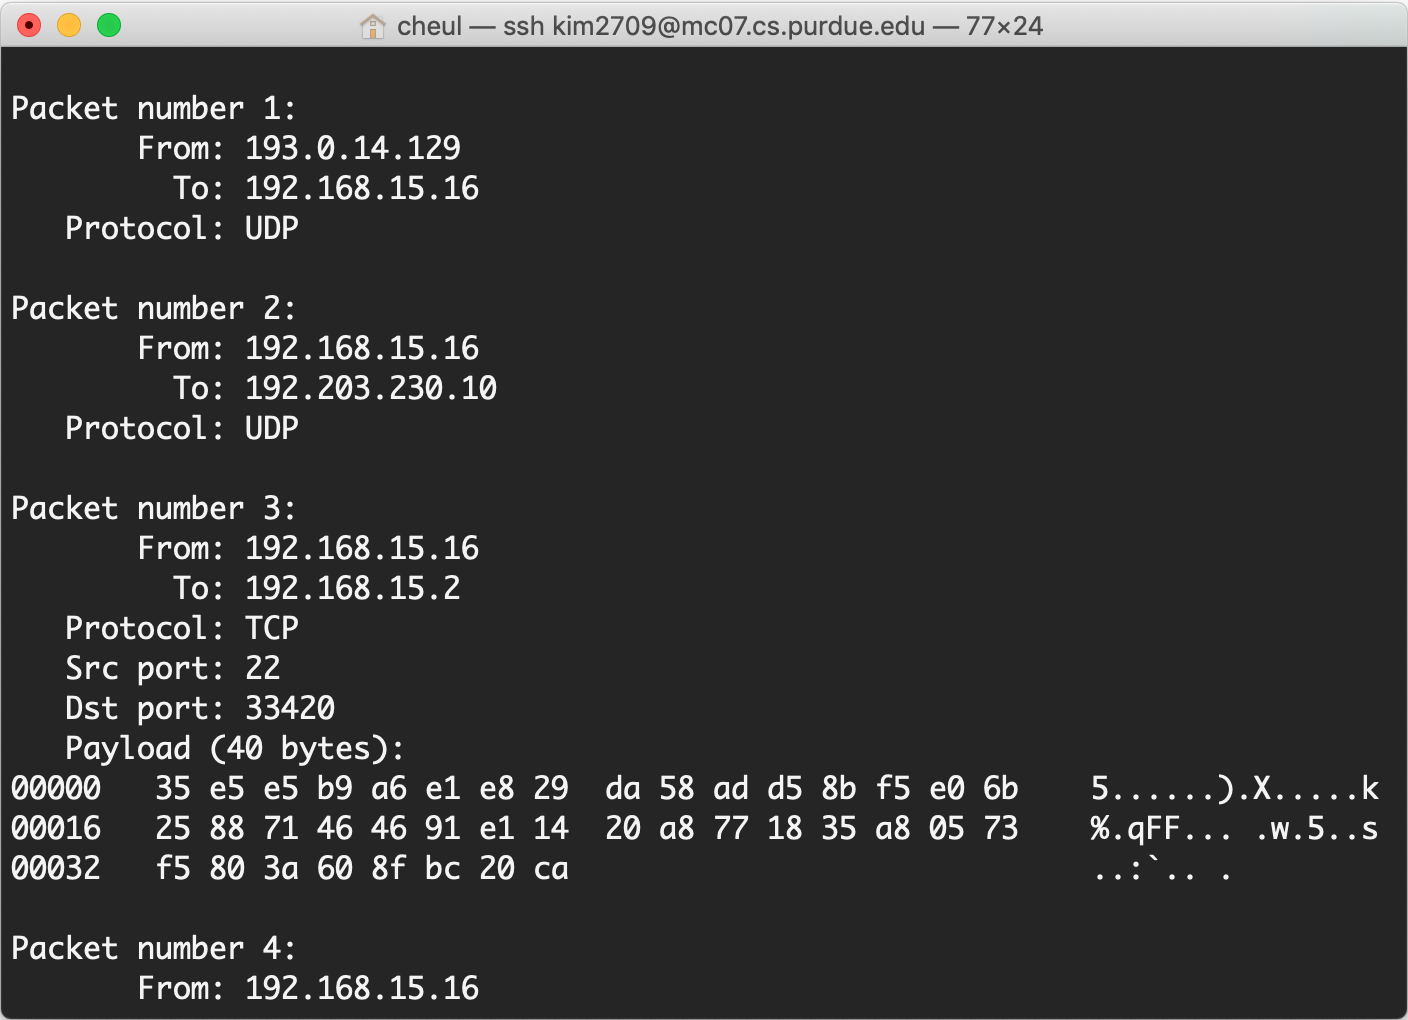 cheul — ssh kim2709@mc07.cs.purdue.edu — 77×24
Packet number 1:
From: 193.0.14.129
To: 192.168.15.16
Protocol: UDP
Packet number 2:
From: 192.168.15.16
To: 192.203.230.10
Protocol: UDP
Packet number 3:
From: 192.168.15.16
To: 192.168.15.2
Protocol: TCP
Src port: 22
Dst port: 33420
Payload (40 bytes):
00000   35 e5 e5 b9 a6 e1 e8 29  da 58 ad d5 8b f5 e0 6b    5......).X.....k
00016   25 88 71 46 46 91 e1 14  20 a8 77 18 35 a8 05 73    %.qFF... .w.5..s
00032   f5 80 3a 60 8f bc 20 ca                             ..:`.. .
Packet number 4:
From: 192.168.15.16